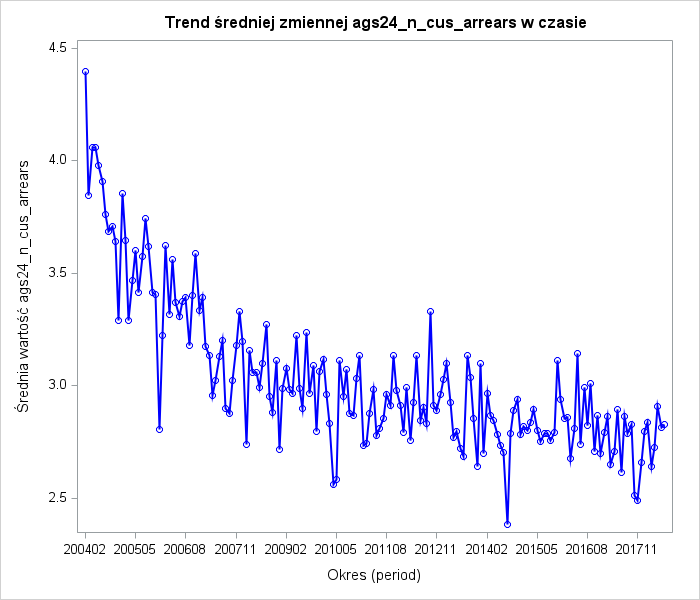 Trend średniej zmiennej ags24_n_cus_arrears w czasie
Średnia wartość ags24_n_cus_arrears
4.5
4.0
3.5
3.0
2.5
200402 200505 200608 200711 200902 201005 201108 201211 201402 201505 201608 201711
Okres (period)